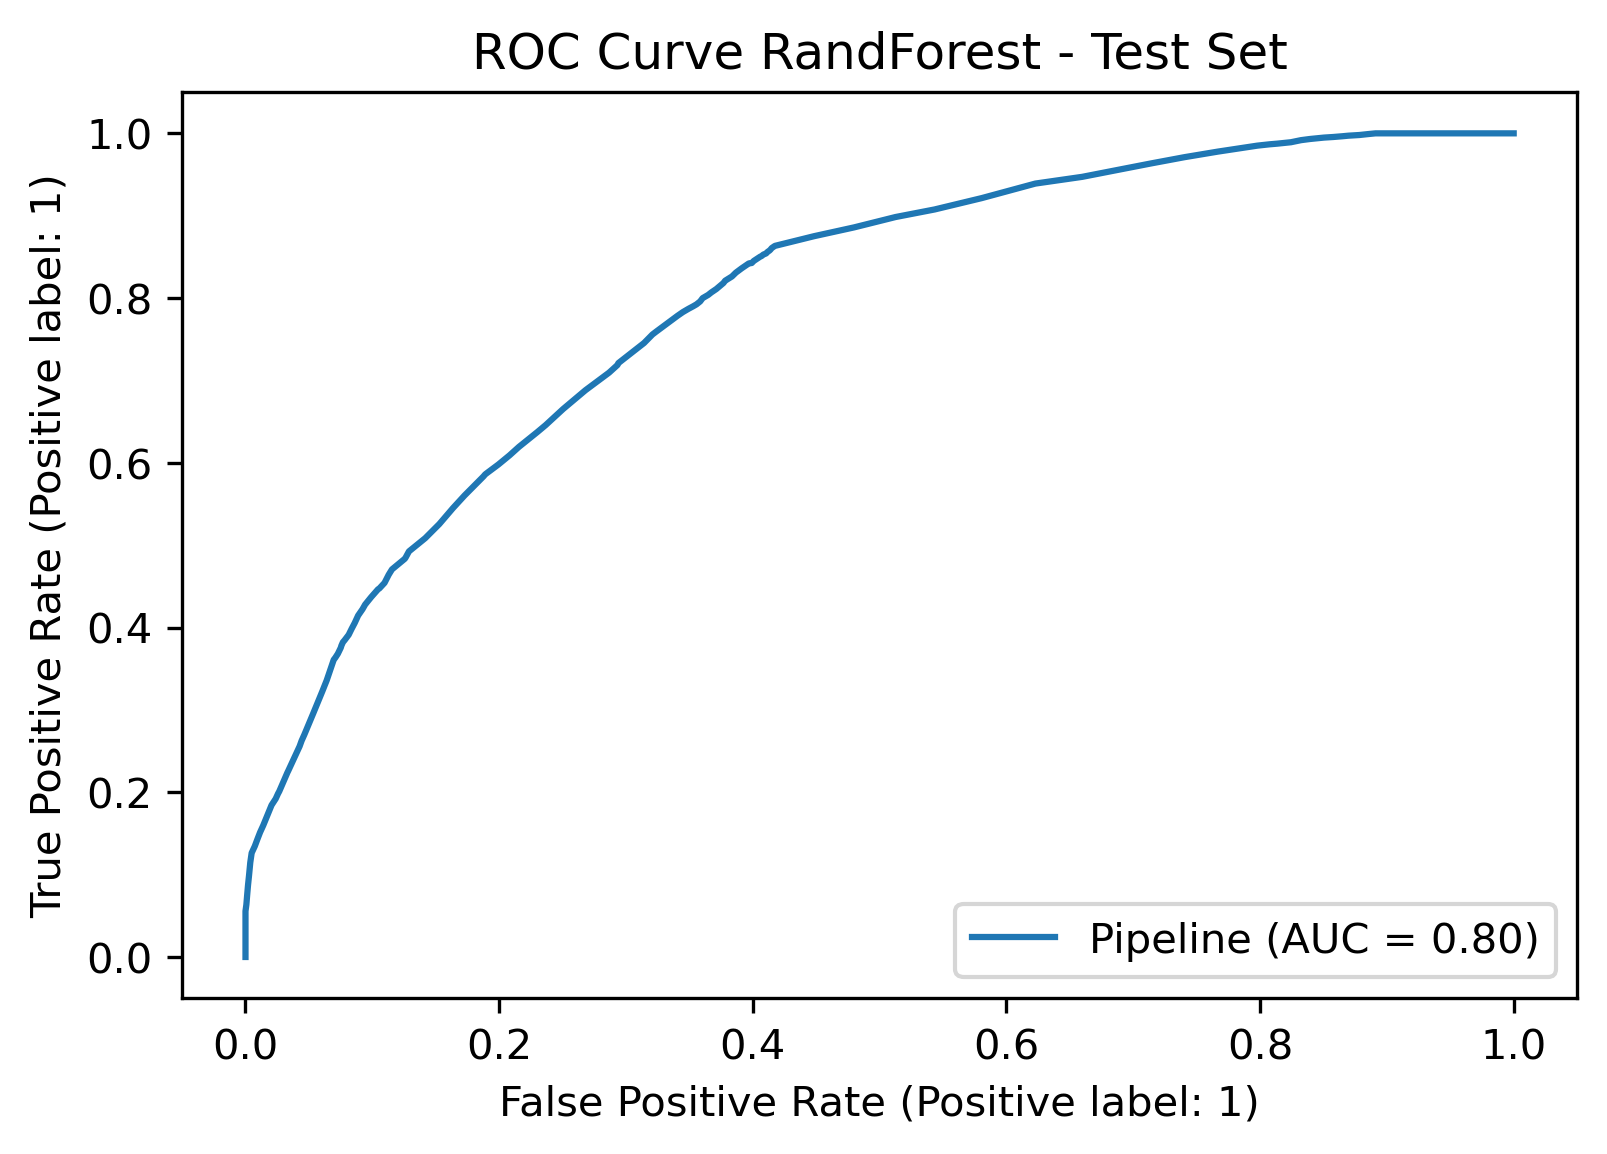 ROC Curve RandForest - Test Set
True Positive Rate (Positive label: 1)
1.0
0.8
0.6
0.4
0.2
0.0
Pipeline (AUC = 0.80)
0.0 0.2 0.4 0.6 0.8 1.0
False Positive Rate (Positive label: 1)